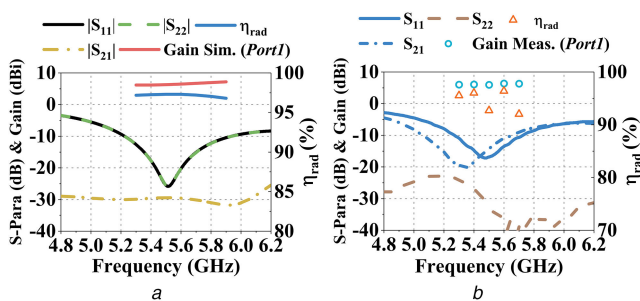 |S11| |S22| ηrad
|S21| Gain Sim. (Port1)
S-Para (dB) & Gain (dBi)
10
0
-10
-20
-30
-40
100
95
90
85
80
ηrad (%)
4.8 5.0 5.2 5.4 5.6 5.8 6.0 6.2
Frequency (GHz)
a
S11 S22 ηrad
S21 Gain Meas. (Port1)
S-Para (dB) & Gain (dBi)
10
0
-10
-20
-30
-40
100
90
80
70
ηrad (%)
4.8 5.0 5.2 5.4 5.6 5.8 6.0 6.2
Frequency (GHz)
b